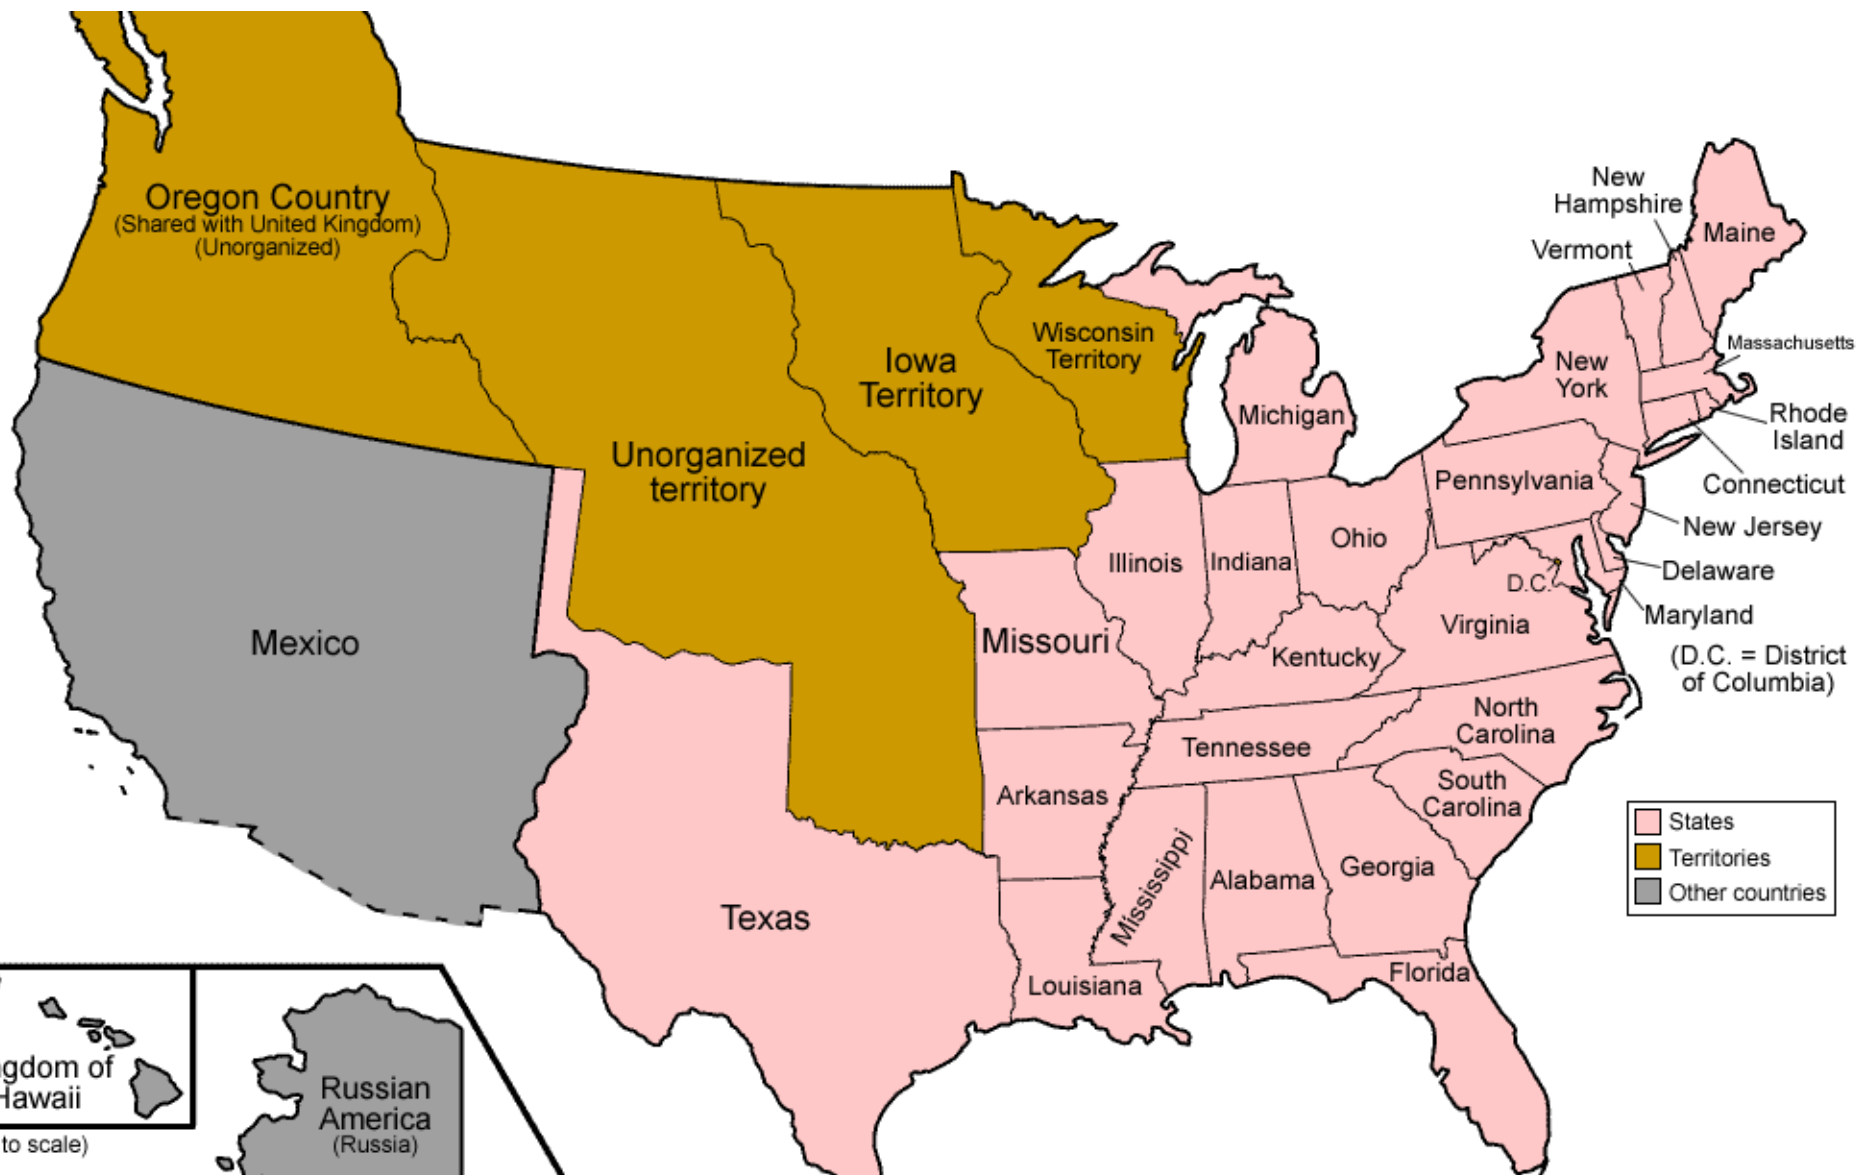 New
Hampshire
Vermont
Maine
Oregon Country
(Shared with United Kingdom)
(Unorganized)
Wisconsin
Territory
Iowa
Territory
Massachusetts
New
York
Michigan
Rhode
Island
Unorganized
territory
Pennsylvania
Connecticut
New Jersey
Ohio
Illinois
Indiana
D.C.
Delaware
Maryland
Mexico
Missouri
Virginia
Kentucky
(D.C. = District
of Columbia)
North
Carolina
Tennessee
Arkansas
South
Carolina
States
Territories
Other countries
Mississippi
Alabama
Georgia
Texas
Louisiana
Florida
ngdom of
Hawaii
to scale)
Russian
America
(Russia)